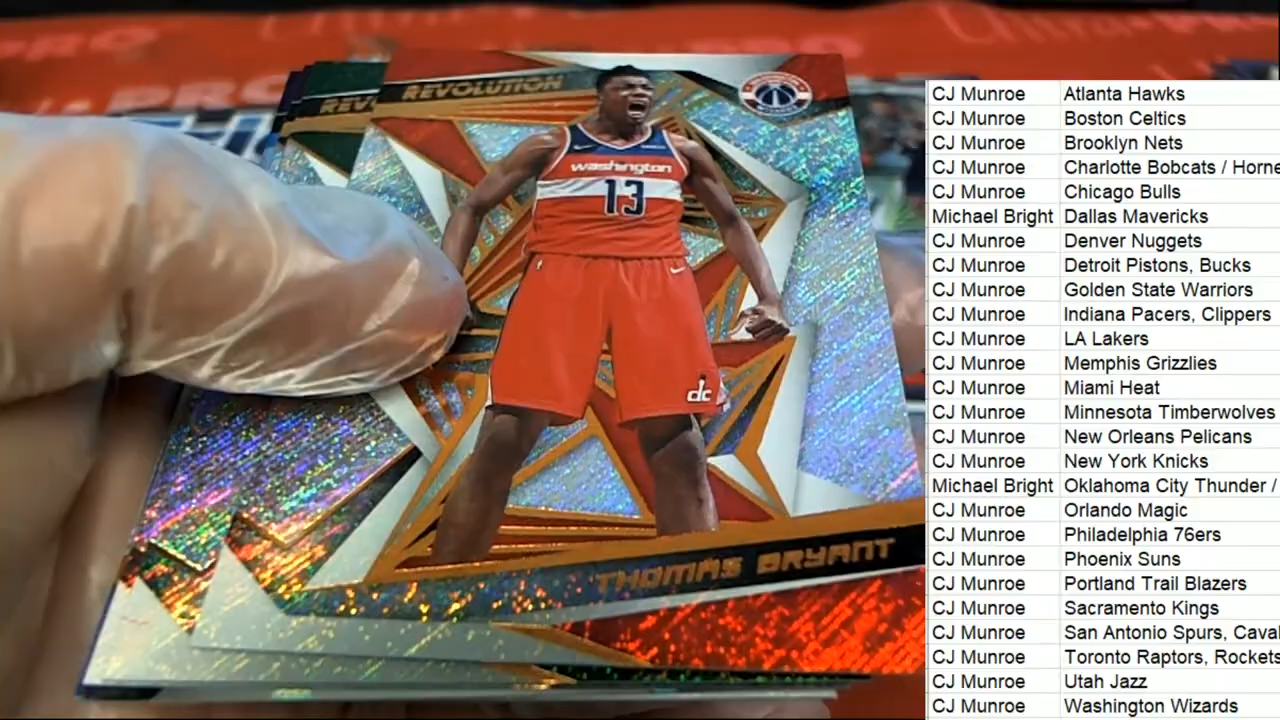 PRO
PRO
REVOLUTION
REV
washington
13
dc
THOMAS BRYANT
CJ Munroe Atlanta Hawks
CJ Munroe Boston Celtics
CJ Munroe Brooklyn Nets
CJ Munroe Charlotte Bobcats / Horne
CJ Munroe Chicago Bulls
Michael Bright Dallas Mavericks
CJ Munroe Denver Nuggets
CJ Munroe Detroit Pistons, Bucks
CJ Munroe Golden State Warriors
CJ Munroe Indiana Pacers, Clippers
CJ Munroe LA Lakers
CJ Munroe Memphis Grizzlies
CJ Munroe Miami Heat
CJ Munroe Minnesota Timberwolves
CJ Munroe New Orleans Pelicans
CJ Munroe New York Knicks
Michael Bright Oklahoma City Thunder /
CJ Munroe Orlando Magic
CJ Munroe Philadelphia 76ers
CJ Munroe Phoenix Suns
CJ Munroe Portland Trail Blazers
CJ Munroe Sacramento Kings
CJ Munroe San Antonio Spurs, Caval
CJ Munroe Toronto Raptors, Rockets
CJ Munroe Utah Jazz
CJ Munroe Washington Wizards